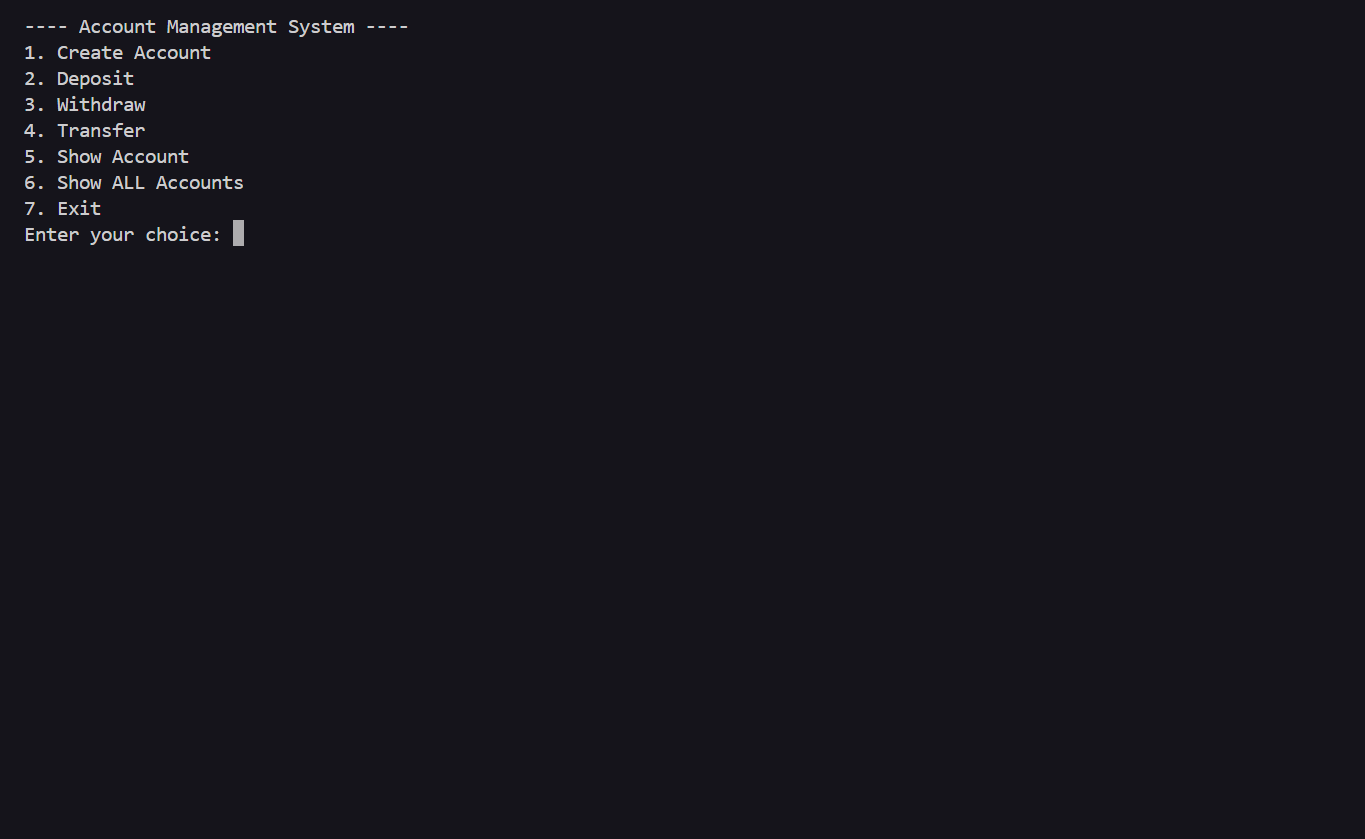 ---- Account Management System ----
1. Create Account
2. Deposit
3. Withdraw
4. Transfer
5. Show Account
6. Show ALL Accounts
7. Exit
Enter your choice: